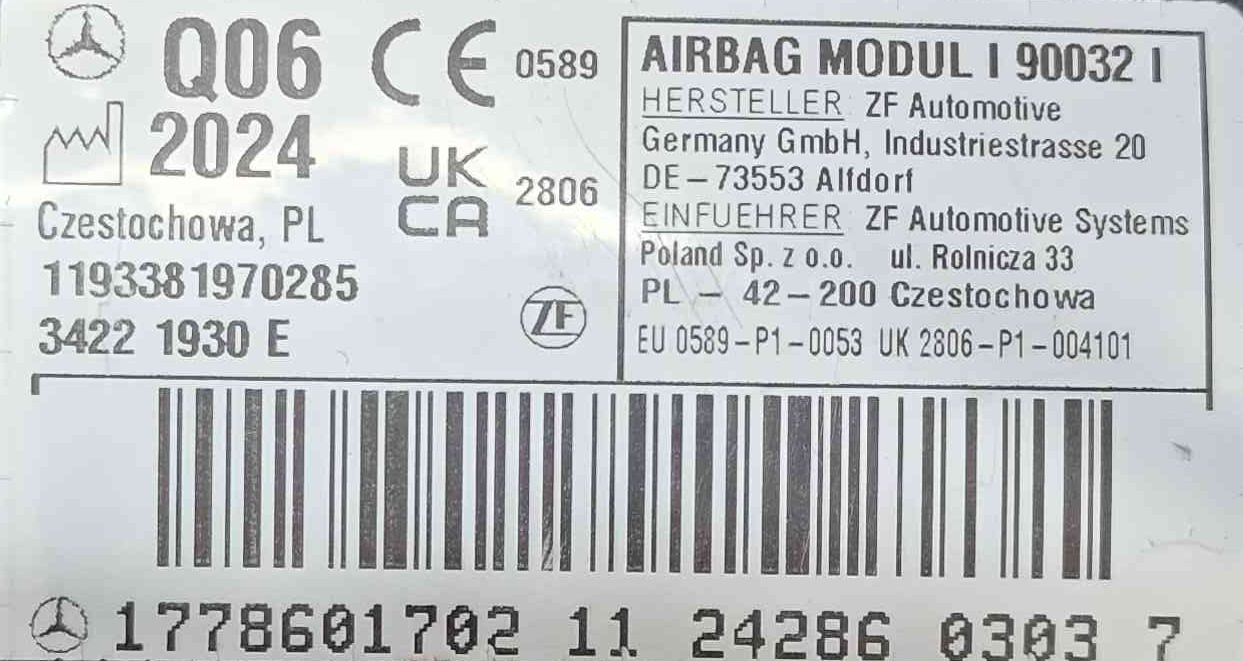 Q06 CE 0589
2024
UK
CA 2806
Czestochowa, PL
1193381970285
3422 1930 E
ZF
AIRBAG MODUL I 90032 I
HERSTELLER: ZF Automotive
Germany GmbH, Industriestrasse 20
DE-73553 Alfdorf
EINFUEHRER: ZF Automotive Systems
Poland Sp. z o.o. ul. Rolnicza 33
PL - 42-200 Czestochowa
EU 0589-P1-0053 UK 2806-P1-004101
1778601702 11 24286 0303 7